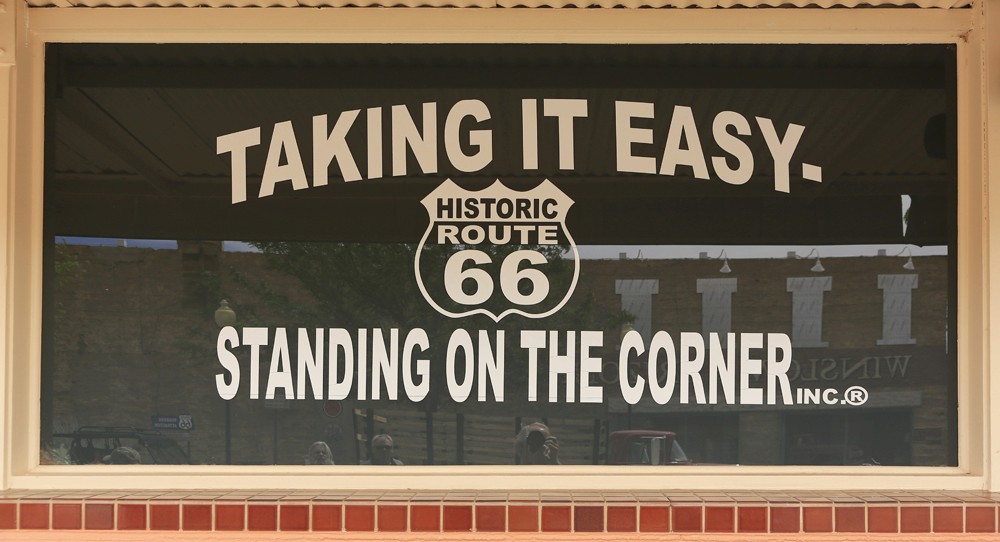 TAKING IT EASY-
HISTORIC
ROUTE
66
STANDING ON THE CORNER INC.®